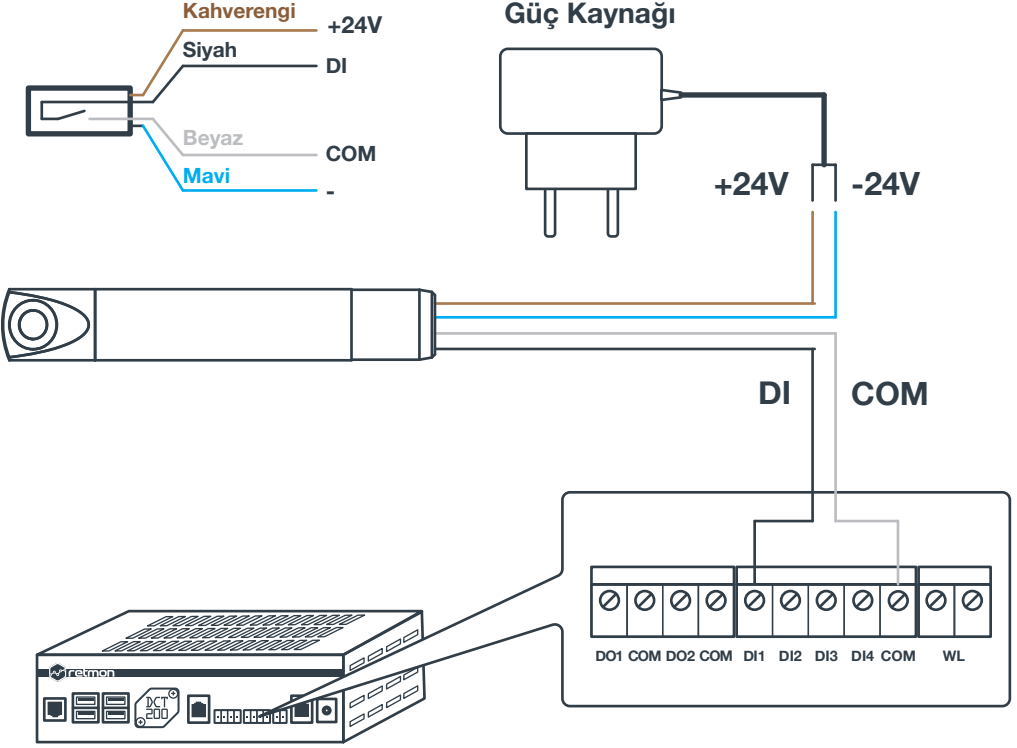 Kahverengi
+24V
Siyah
DI
Beyaz
COM
Mavi
-
Güç Kaynağı
+24V -24V
DI COM
DO1 COM DO2 COM DI1 DI2 DI3 DI4 COM WL
retmon
DCT
200